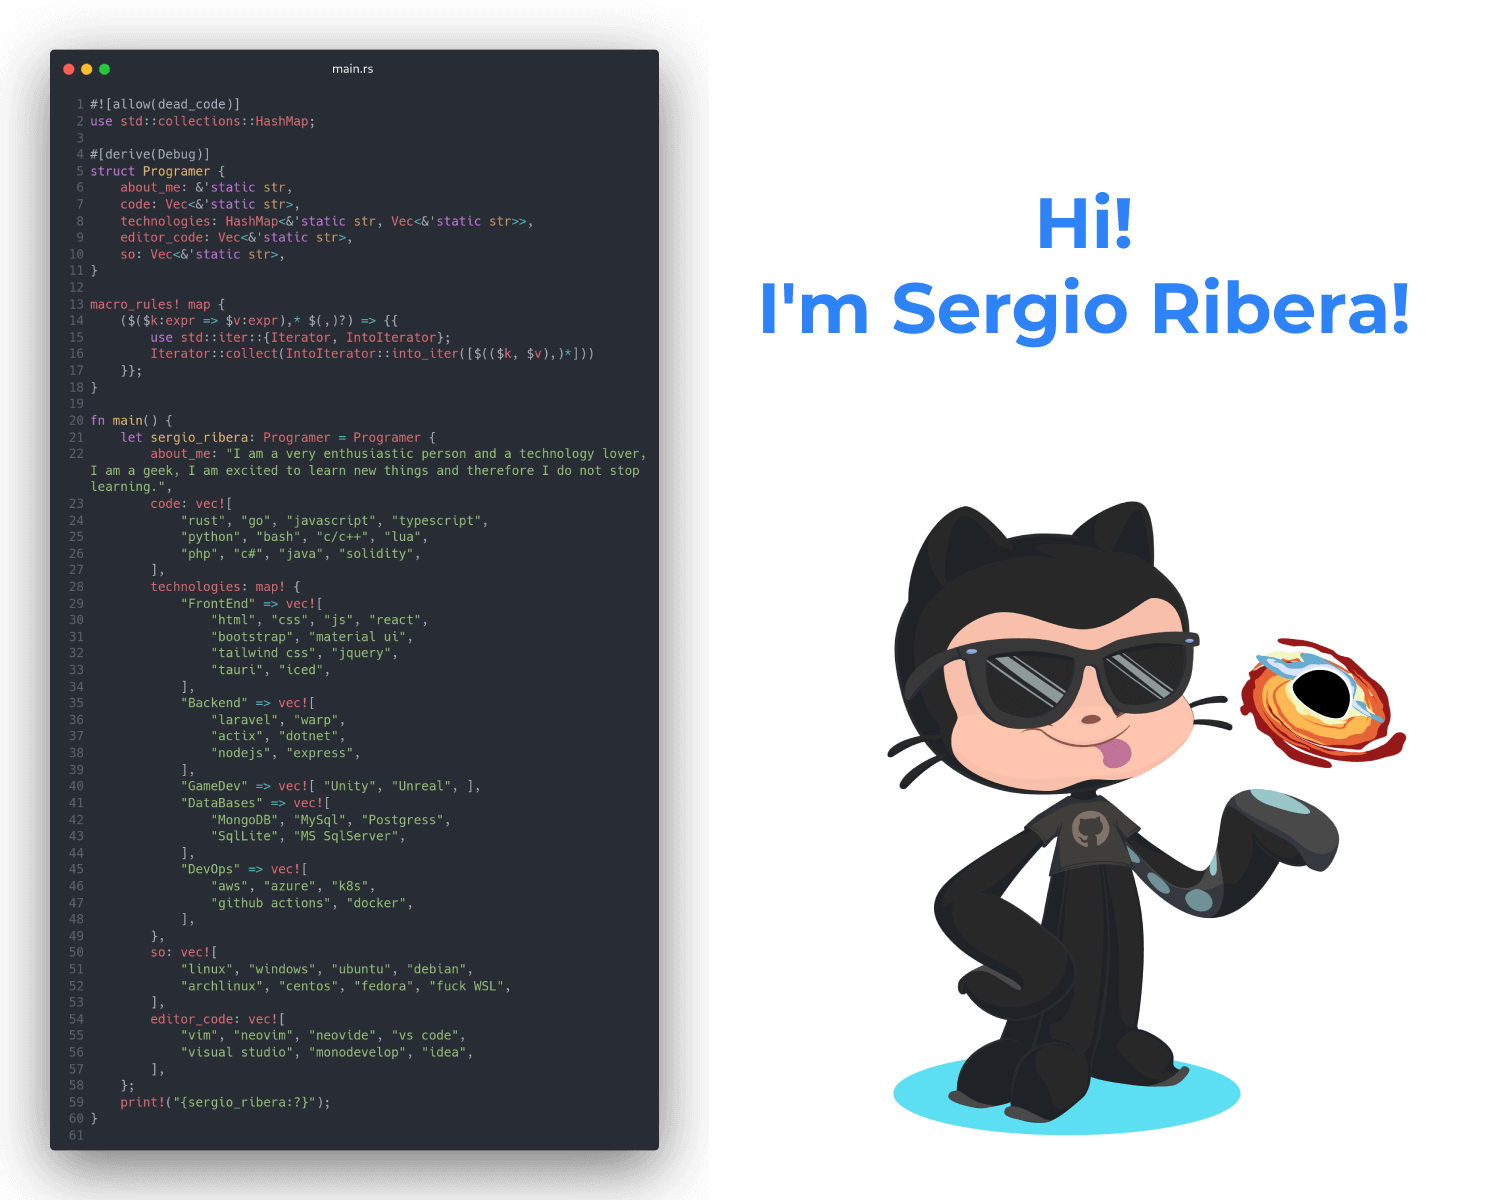 main.rs
1 #![allow(dead_code)]
2 use std::collections::HashMap;
3
4 #[derive(Debug)]
5 struct Programer {
6     about_me: &'static str,
7     code: Vec<&'static str>,
8     technologies: HashMap<&'static str, Vec<&'static str>>,
9     editor_code: Vec<&'static str>,
10     so: Vec<&'static str>,
11 }
12
13 macro_rules! map {
14     ($($k:expr => $v:expr),* $(,)?) => {{
15         use std::iter::{Iterator, IntoIterator};
16         Iterator::collect(IntoIterator::into_iter([$(($k, $v),)*]))
17     }};
18 }
19
20 fn main() {
21     let sergio_ribera: Programer = Programer {
22         about_me: "I am a very enthusiastic person and a technology lover,
I am a geek, I am excited to learn new things and therefore I do not stop
learning.",
23         code: vec![
24             "rust", "go", "javascript", "typescript",
25             "python", "bash", "c/c++", "lua",
26             "php", "c#", "java", "solidity",
27         ],
28         technologies: map! {
29             "FrontEnd" => vec![
30                 "html", "css", "js", "react",
31                 "bootstrap", "material ui",
32                 "tailwind css", "jquery",
33                 "tauri", "iced",
34             ],
35             "Backend" => vec![
36                 "laravel", "warp",
37                 "actix", "dotnet",
38                 "nodejs", "express",
39             ],
40             "GameDev" => vec![ "Unity", "Unreal", ],
41             "DataBases" => vec![
42                 "MongoDB", "MySql", "Postgress",
43                 "SqlLite", "MS SqlServer",
44             ],
45             "DevOps" => vec![
46                 "aws", "azure", "k8s",
47                 "github actions", "docker",
48             ],
49         },
50         so: vec![
51             "linux", "windows", "ubuntu", "debian",
52             "archlinux", "centos", "fedora", "fuck WSL",
53         ],
54         editor_code: vec![
55             "vim", "neovim", "neovide", "vs code",
56             "visual studio", "monodevelop", "idea",
57         ],
58     };
59     print!("{sergio_ribera:?}");
60 }
61
Hi!
I'm Sergio Ribera!